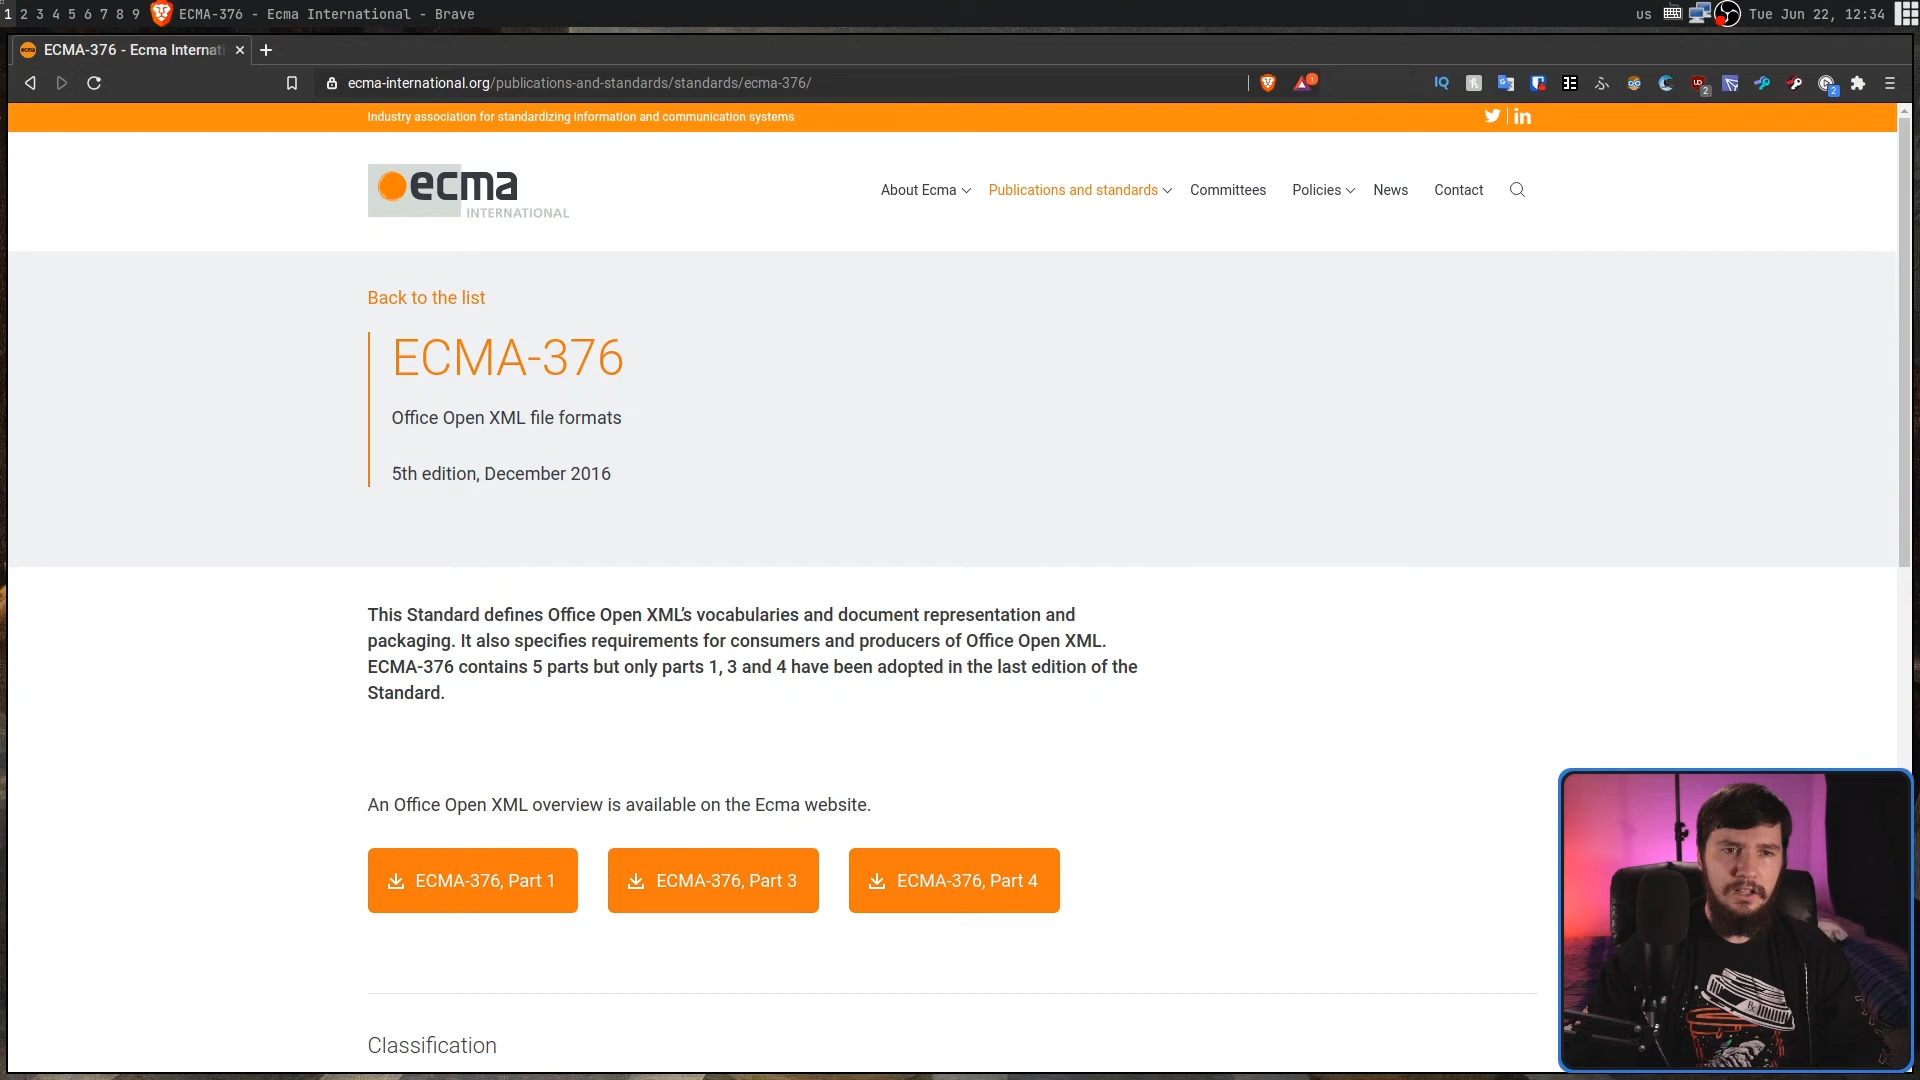 1 2 3 4 5 6 7 8 9 ECMA-376 - Ecma International - Brave us Tue Jun 22, 12:34
ECMA-376 - Ecma Internati
ecma-international.org/publications-and-standards/standards/ecma-376/
Industry association for standardizing information and communication systems
ecma
INTERNATIONAL
About Ecma Publications and standards Committees Policies News Contact
Back to the list
ECMA-376
Office Open XML file formats
5th edition, December 2016
This Standard defines Office Open XML’s vocabularies and document representation and
packaging. It also specifies requirements for consumers and producers of Office Open XML.
ECMA-376 contains 5 parts but only parts 1, 3 and 4 have been adopted in the last edition of the
Standard.
An Office Open XML overview is available on the Ecma website.
ECMA-376, Part 1 ECMA-376, Part 3 ECMA-376, Part 4
Classification